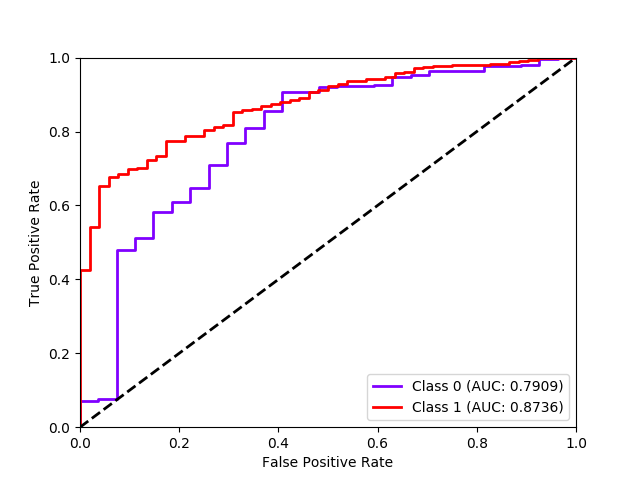 1.0
0.8
0.6
0.4
0.2
0.0
True Positive Rate
0.0 0.2 0.4 0.6 0.8 1.0
False Positive Rate
Class 0 (AUC: 0.7909)
Class 1 (AUC: 0.8736)